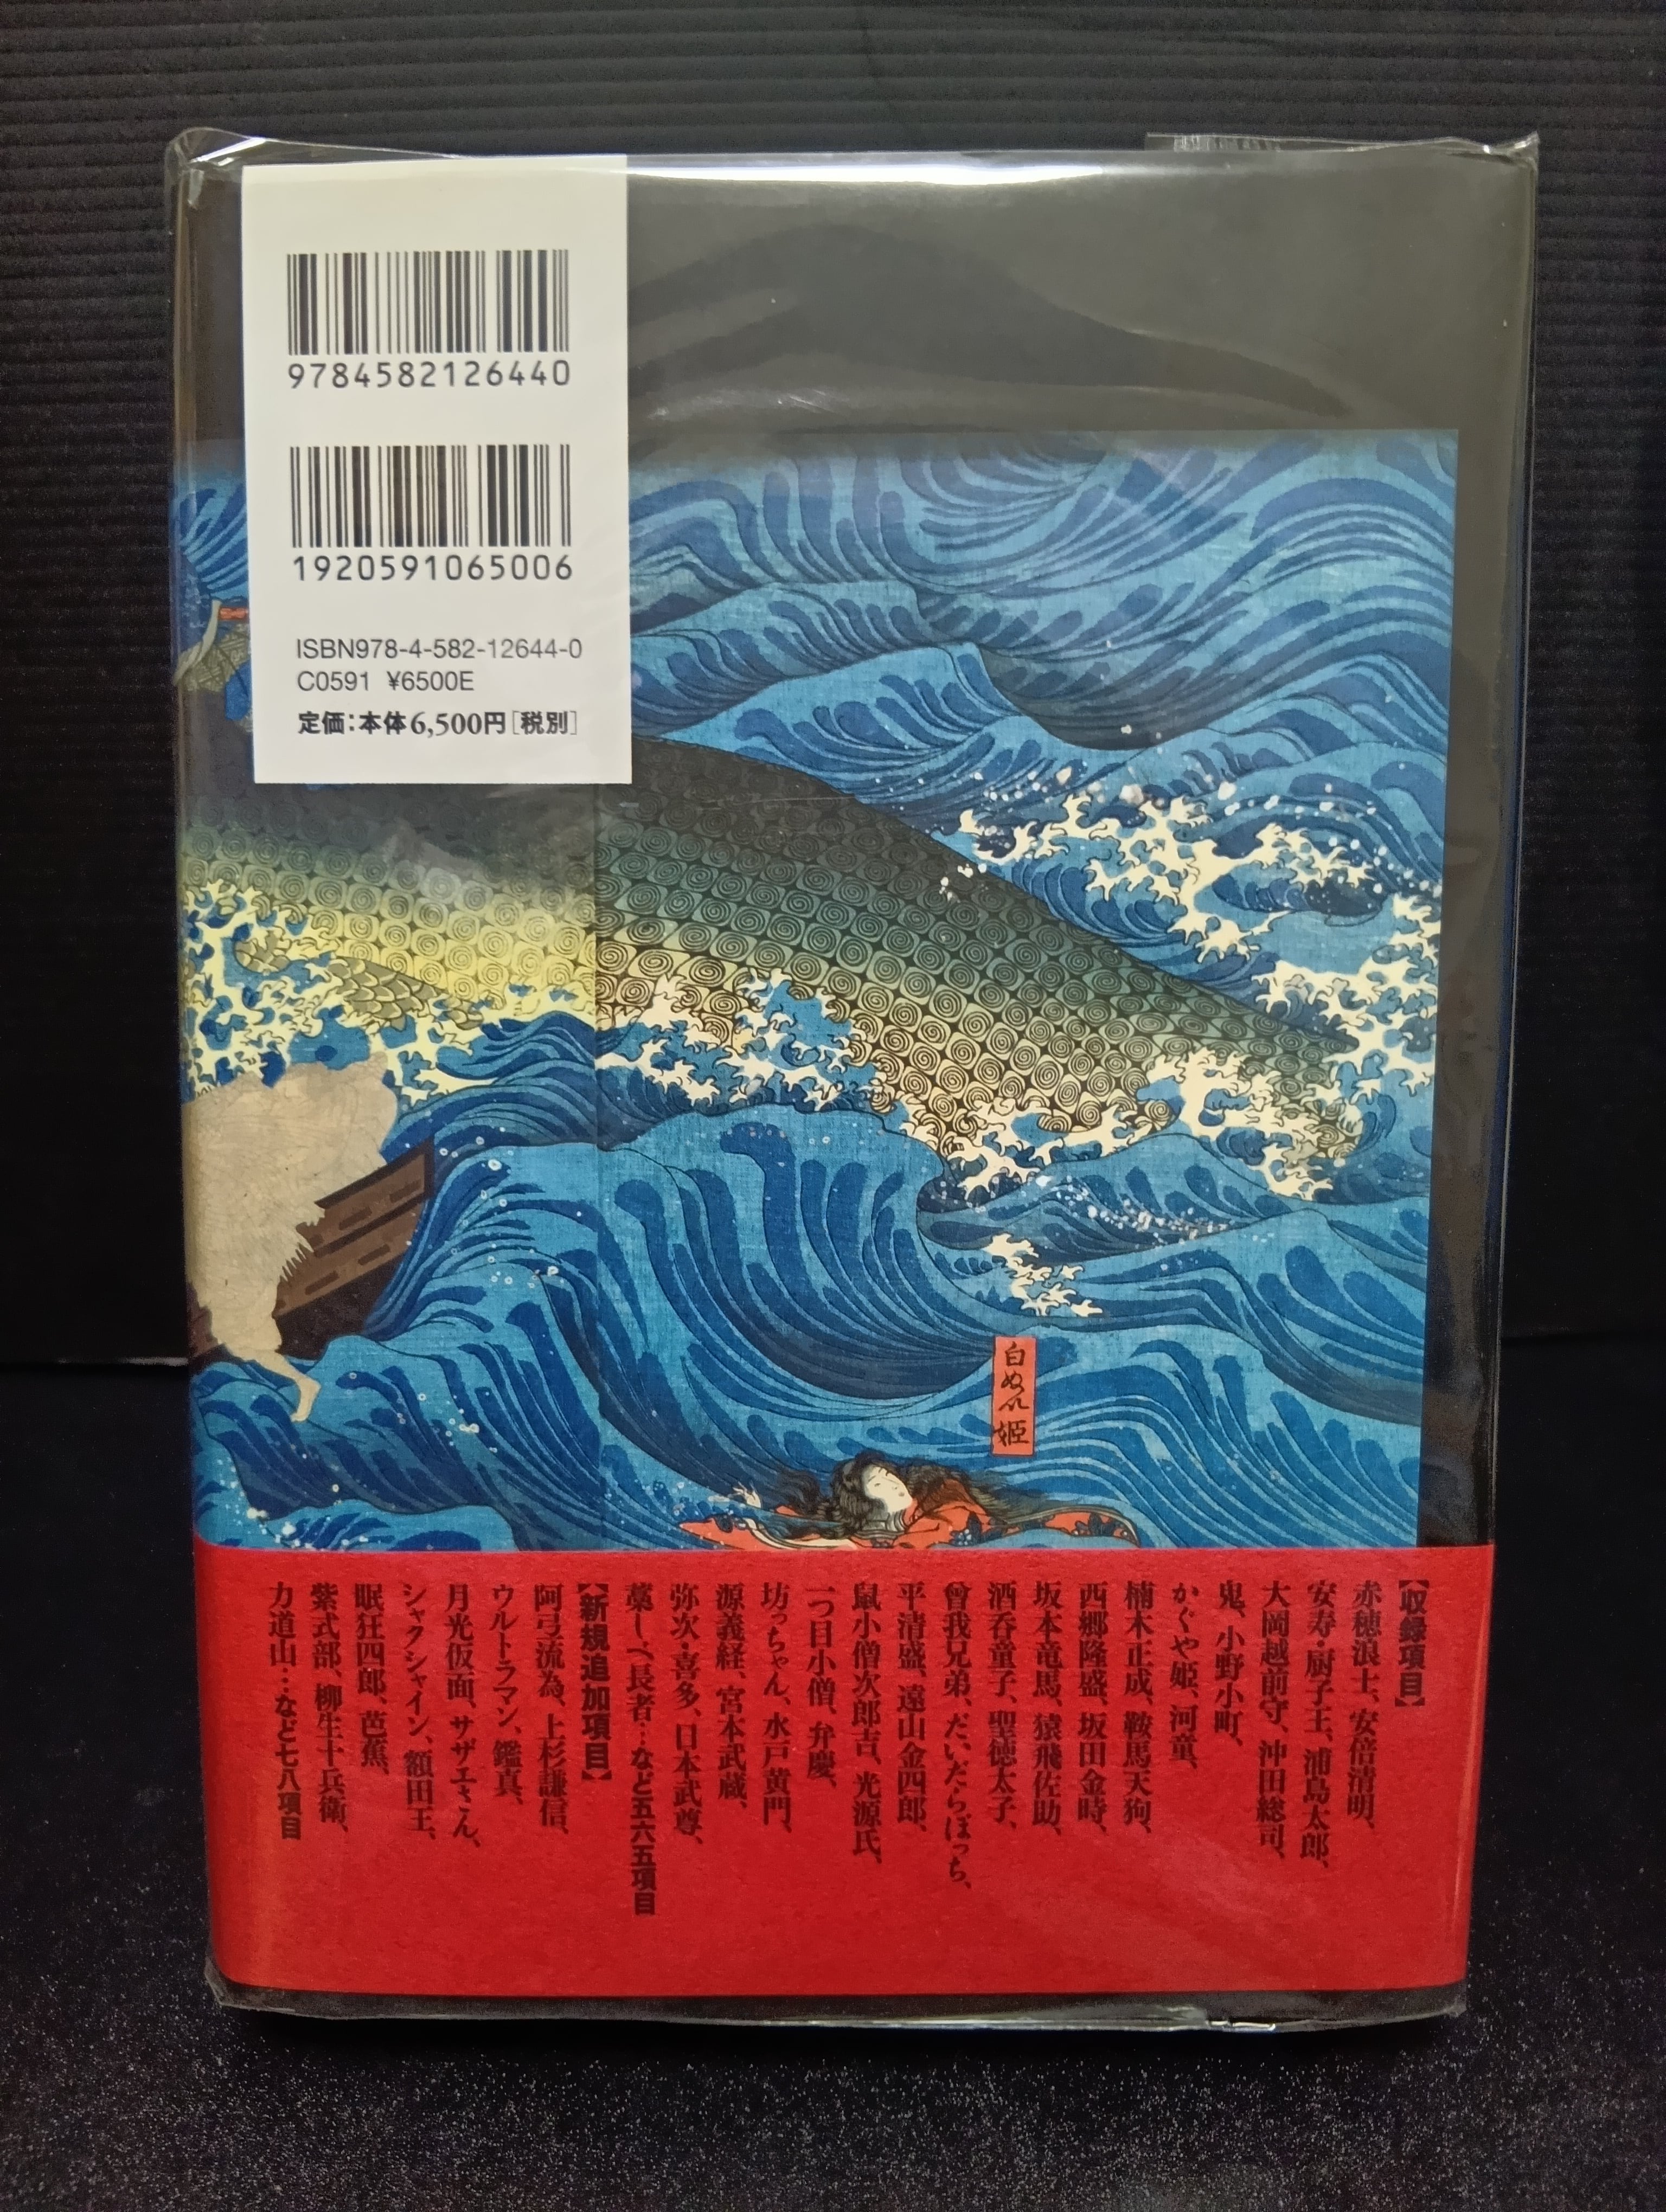 9784582126440
1920591065006
ISBN978-4-582-12644-0
C0591 ¥6500E
定価:本体6,500円[税別]
白ぬひ姫
【収録項目】
赤穂浪士、安倍清明、
安寿・厨子王、浦島太郎、
大岡越前守、沖田総司、
鬼、小野小町、
かぐや姫、河童、
楠木正成、鞍馬天狗、
西郷隆盛、坂田金時、
坂本竜馬、猿飛佐助、
酒呑童子、聖徳太子、
曾我兄弟、だいだらぼっち、
平清盛、遠山金四郎、
鼠小僧次郎吉、光源氏、
一つ目小僧、弁慶、
坊っちゃん、水戸黄門、
源義経、宮本武蔵、
弥次・喜多、日本武尊、
藁しべ長者…など五六五項目
【新規追加項目】
阿弖流為、上杉謙信、
ウルトラマン、鑑真、
月光仮面、サザエさん、
シャクシャイン、額田王、
眠狂四郎、芭蕉、
紫式部、柳生十兵衛、
力道山…など七八項目